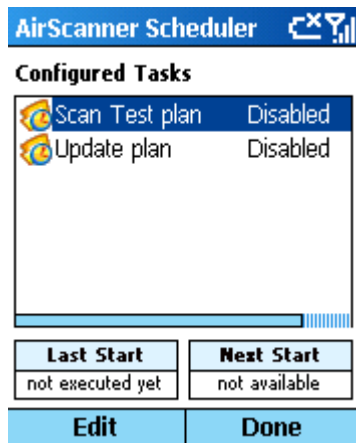 AirScanner Scheduler
Configured Tasks
Scan Test plan Disabled
Update plan Disabled
Last Start Next Start
not executed yet not available
Edit Done